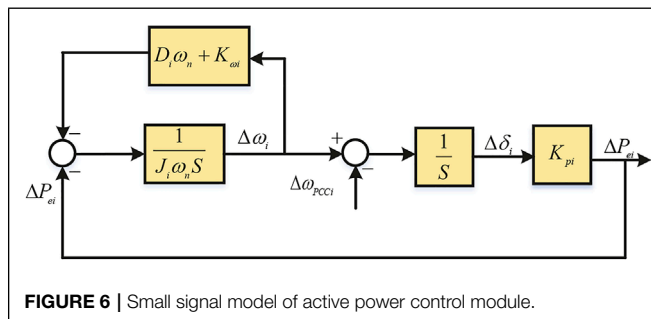 D_i ω_n + K_ωi
−
−
1
J_i ω_n S
Δω_i
+
−
Δω_PCCi
1
S
Δδ_i
K_pi
ΔP_ei
ΔP_ei
FIGURE 6 | Small signal model of active power control module.